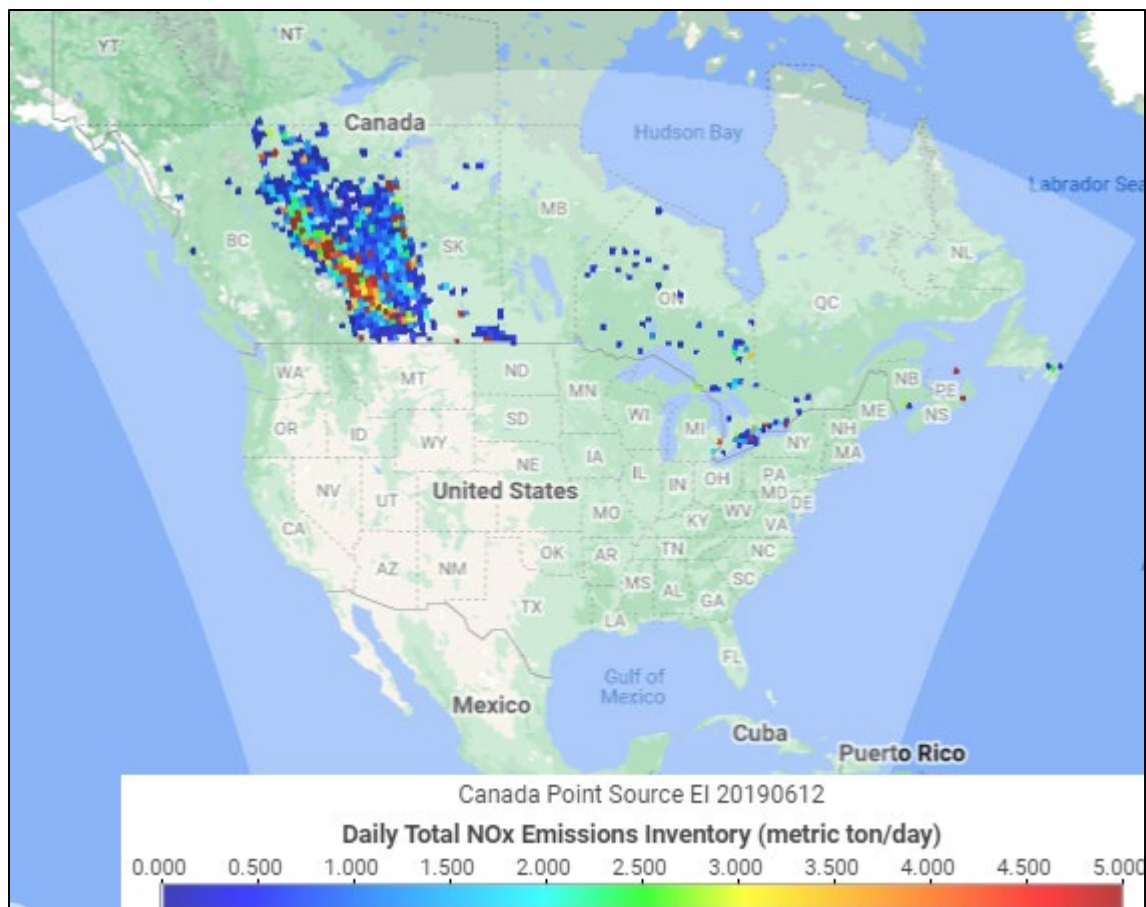 YT
NT
Canada
Hudson Bay
Labrador Sea
MB
BC
SK
NL
ON
QC
WA
MT
ND
MN
NB
PE
NS
OR
ID
SD
WI
MI
ME
NH
NY
MA
WY
IA
NE
IL
IN
OH
PA
MD
DE
NV
UT
United States
MO
KY
WV
VA
CA
AZ
NM
OK
AR
TN
NC
MS
AL
SC
GA
TX
LA
FL
Gulf of
Mexico
Mexico
Cuba
Puerto Rico
Canada Point Source EI 20190612
Daily Total NOx Emissions Inventory (metric ton/day)
0.000 0.500 1.000 1.500 2.000 2.500 3.000 3.500 4.000 4.500 5.000